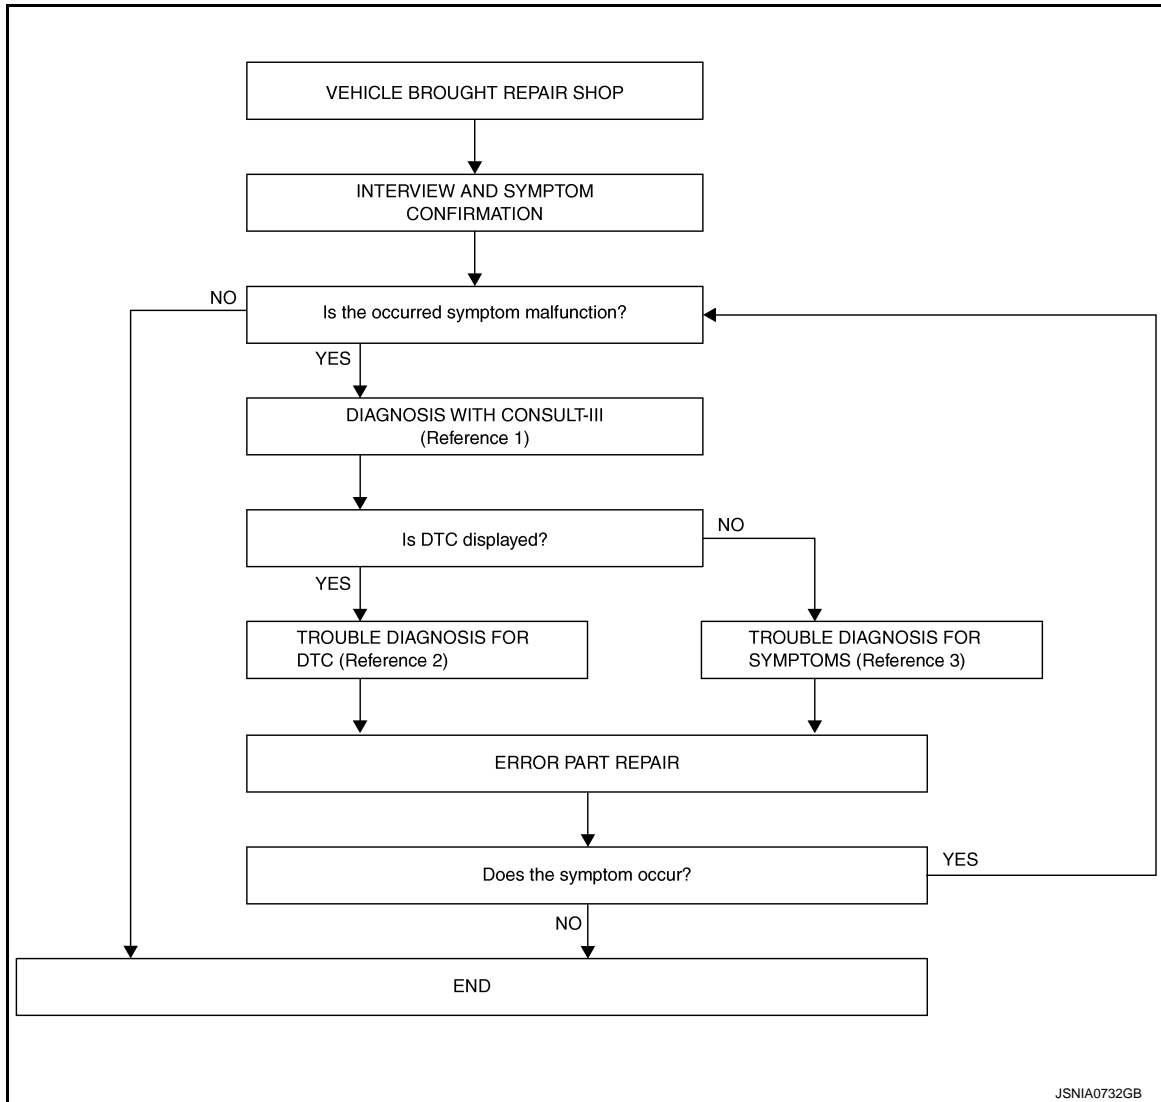 VEHICLE BROUGHT REPAIR SHOP
INTERVIEW AND SYMPTOM
CONFIRMATION
NO
Is the occurred symptom malfunction?
YES
DIAGNOSIS WITH CONSULT-III
(Reference 1)
Is DTC displayed?
NO
YES
TROUBLE DIAGNOSIS FOR
DTC (Reference 2)
TROUBLE DIAGNOSIS FOR
SYMPTOMS (Reference 3)
ERROR PART REPAIR
Does the symptom occur?
YES
NO
END
JSNIA0732GB